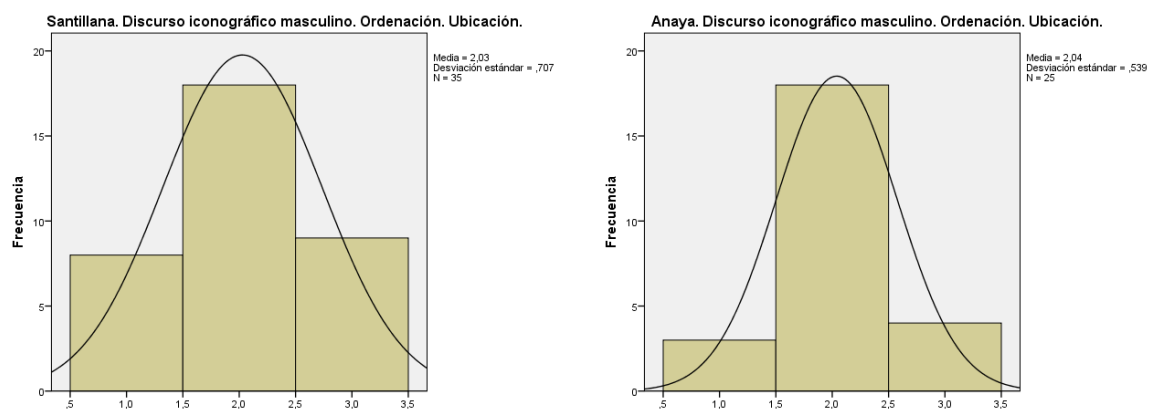 Santillana. Discurso iconográfico masculino. Ordenación. Ubicación.
Media = 2,03
Desviación estándar = ,707
N = 35
Frecuencia
20
15
10
5
0
,5 1,0 1,5 2,0 2,5 3,0 3,5
Anaya. Discurso iconográfico masculino. Ordenación. Ubicación.
Media = 2,04
Desviación estándar = ,539
N = 25
Frecuencia
20
15
10
5
0
,5 1,0 1,5 2,0 2,5 3,0 3,5